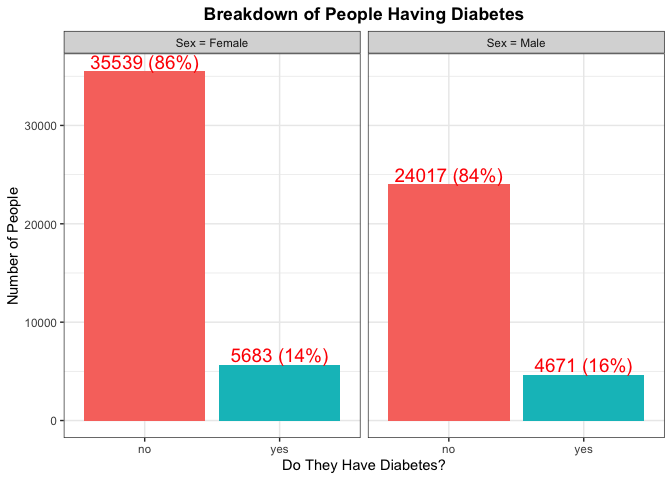 Breakdown of People Having Diabetes
Sex = Female
Sex = Male
35539 (86%)
24017 (84%)
5683 (14%)
4671 (16%)
30000
20000
10000
0
Number of People
no
yes
no
yes
Do They Have Diabetes?